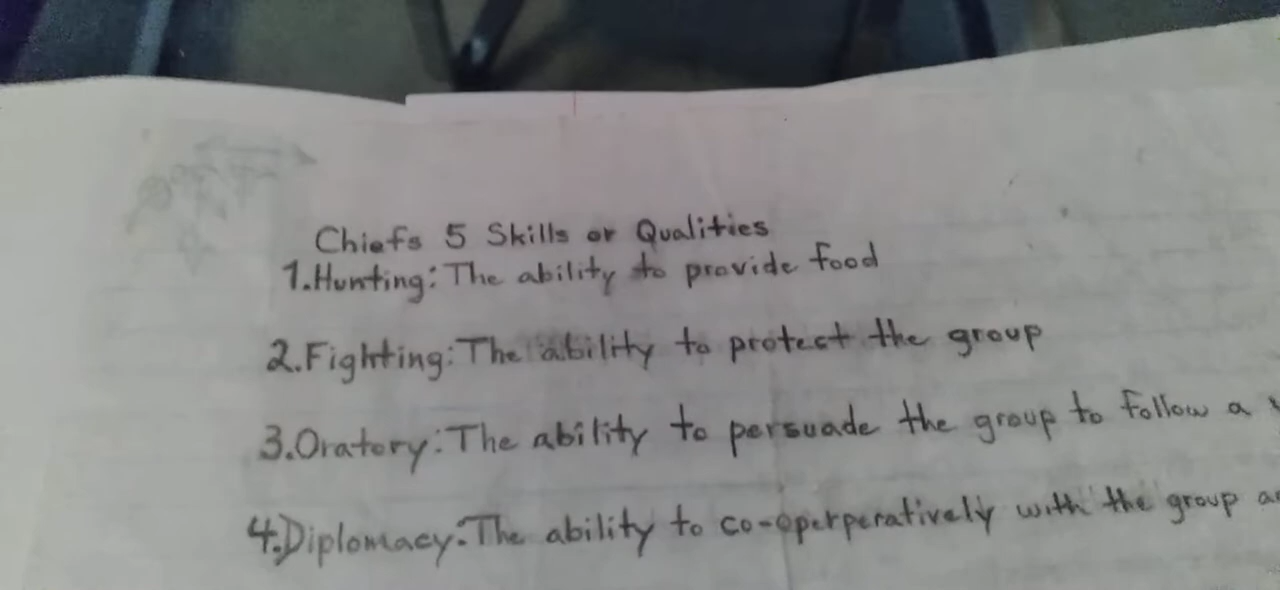 Chiefs 5 Skills or Qualities
1.Hunting: The ability to provide food
2.Fighting: The ability to protect the group
3.Oratory: The ability to persuade the group to follow a
4.Diplomacy: The ability to co-operperatively with the group